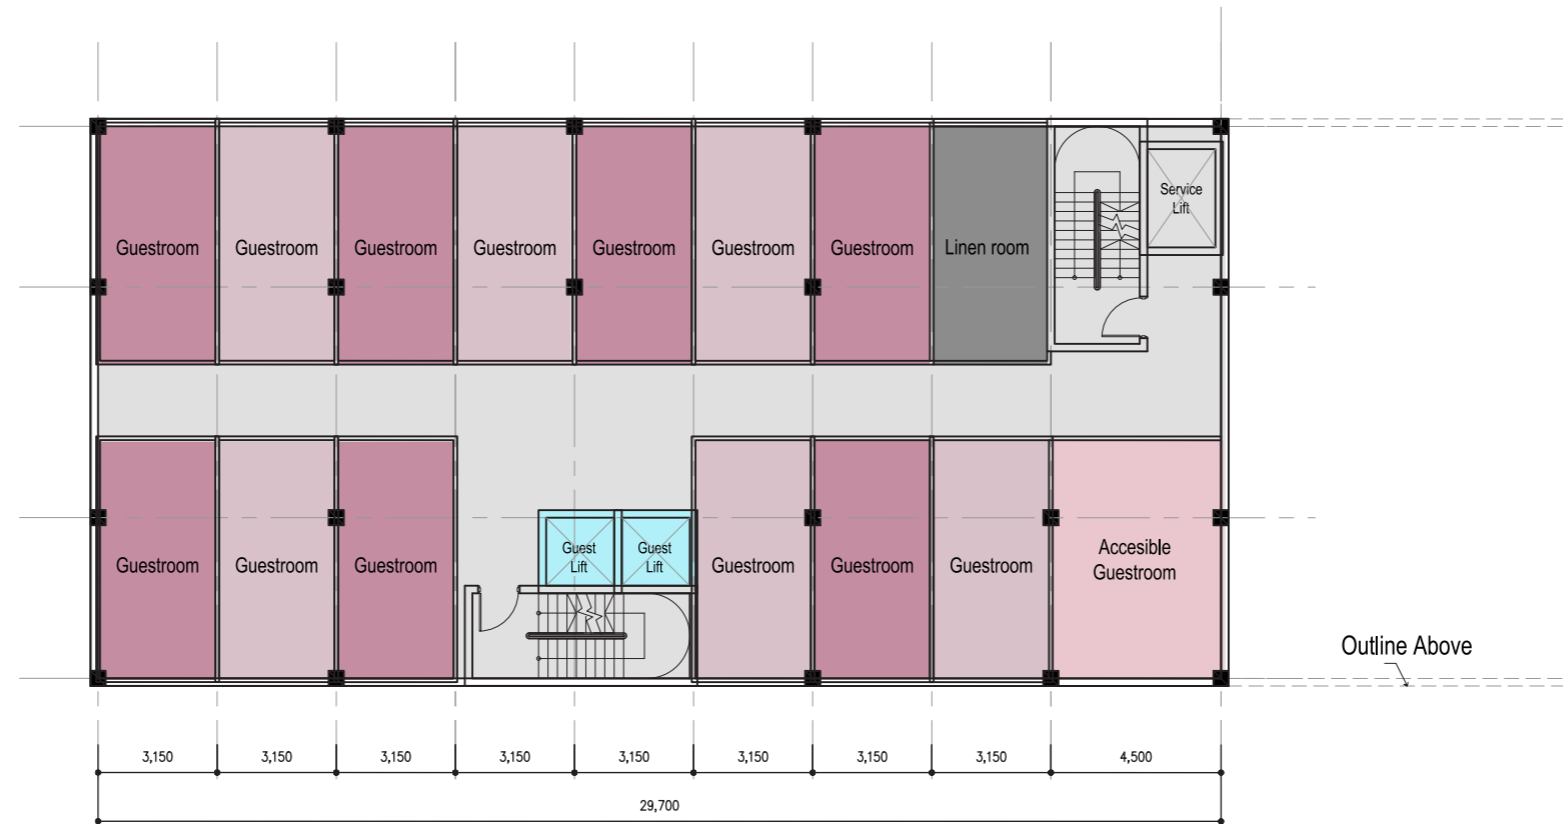 Service
Lift
Guestroom Guestroom Guestroom Guestroom Guestroom Guestroom Guestroom Linen room
Guest
Lift
Guest
Lift
Accesible
Guestroom
Guestroom Guestroom Guestroom Guestroom Guestroom Guestroom
Outline Above
3,150 3,150 3,150 3,150 3,150 3,150 3,150 3,150 4,500
29,700